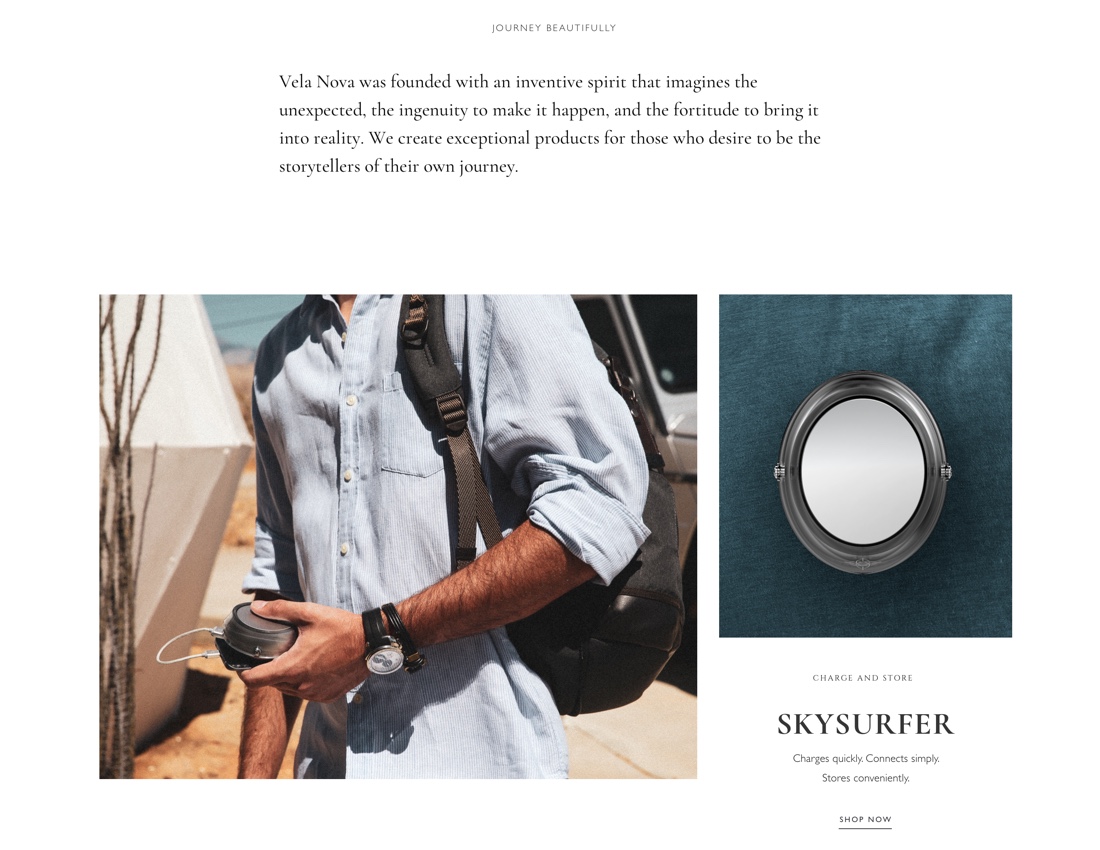 JOURNEY BEAUTIFULLY
Vela Nova was founded with an inventive spirit that imagines the
unexpected, the ingenuity to make it happen, and the fortitude to bring it
into reality. We create exceptional products for those who desire to be the
storytellers of their own journey.
CHARGE AND STORE
SKYSURFER
Charges quickly. Connects simply.
Stores conveniently.
SHOP NOW